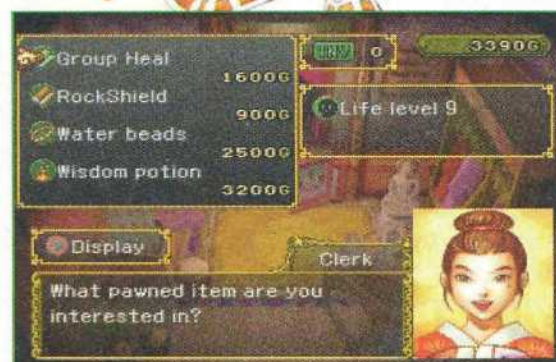 Group Heal
1600G
RockShield
900G
Water beads
2500G
Wisdom potion
3200G
0
3390G
Life level 9
Display
Clerk
What pawned item are you
interested in?